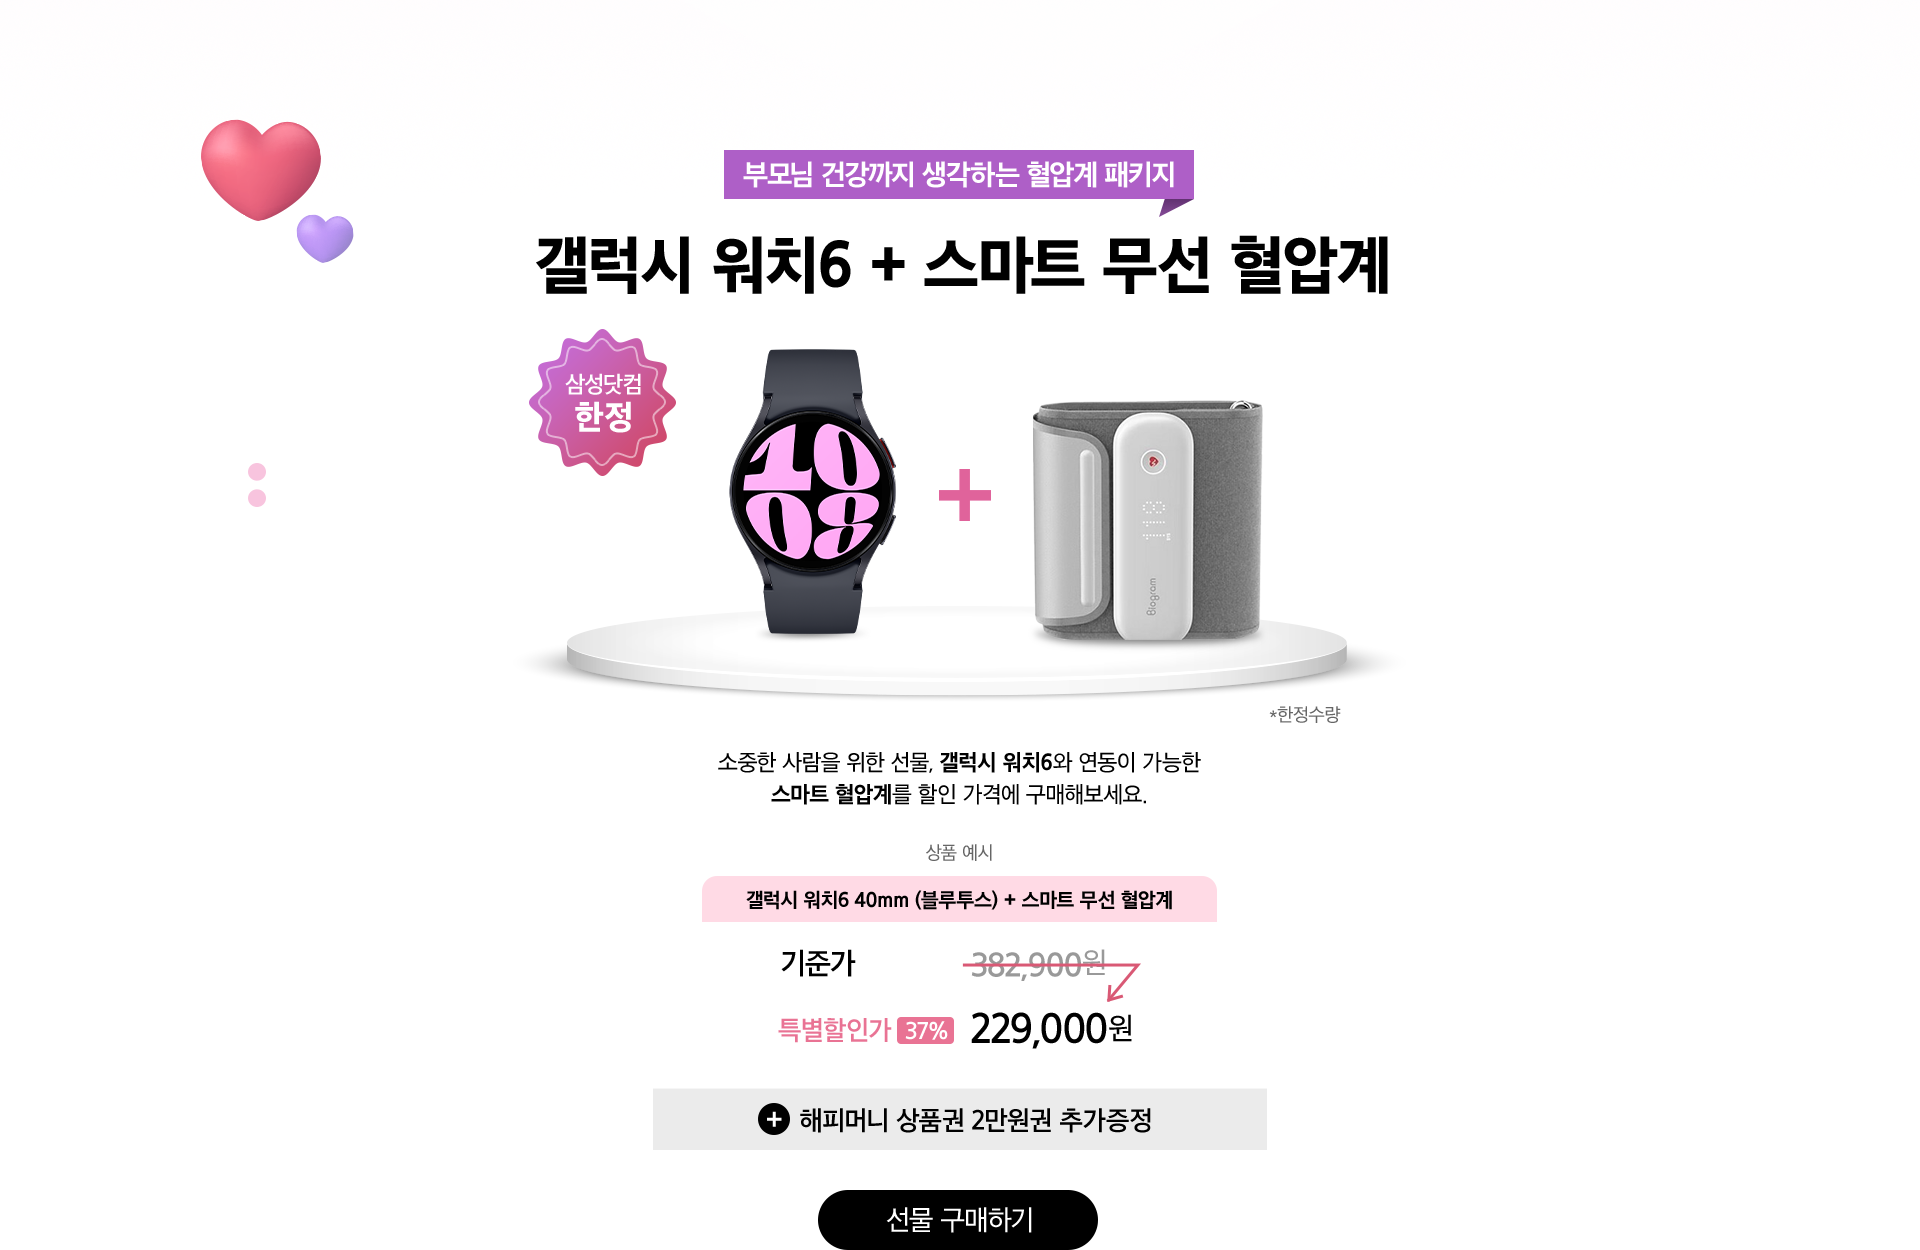 부모님 건강까지 생각하는 혈압계 패키지
갤럭시 워치6 + 스마트 무선 혈압계
삼성닷컴
한정
10
08
118
Biogram
*한정수량
소중한 사람을 위한 선물, 갤럭시 워치6와 연동이 가능한
스마트 혈압계를 할인 가격에 구매해보세요.
상품 예시
갤럭시 워치6 40mm (블루투스) + 스마트 무선 혈압계
기준가 382,900원
특별할인가 37% 229,000원
+ 해피머니 상품권 2만원권 추가증정
선물 구매하기